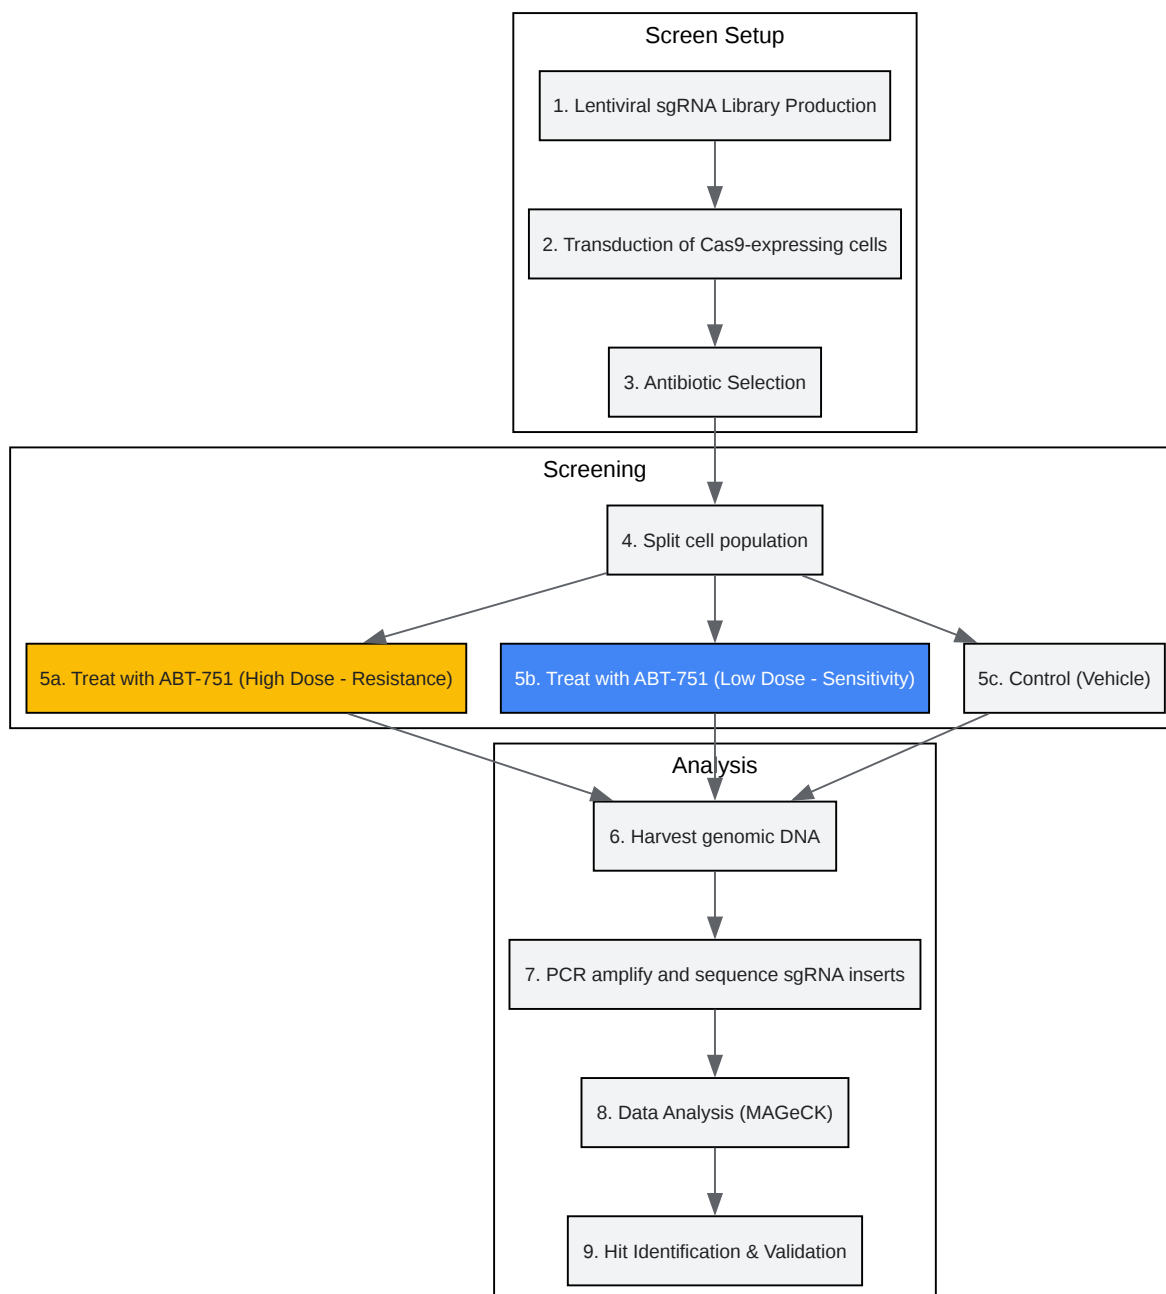 Screen Setup
1. Lentiviral sgRNA Library Production
2. Transduction of Cas9-expressing cells
3. Antibiotic Selection
Screening
4. Split cell population
5a. Treat with ABT-751 (High Dose - Resistance)
5b. Treat with ABT-751 (Low Dose - Sensitivity)
5c. Control (Vehicle)
Analysis
6. Harvest genomic DNA
7. PCR amplify and sequence sgRNA inserts
8. Data Analysis (MAGeCK)
9. Hit Identification & Validation